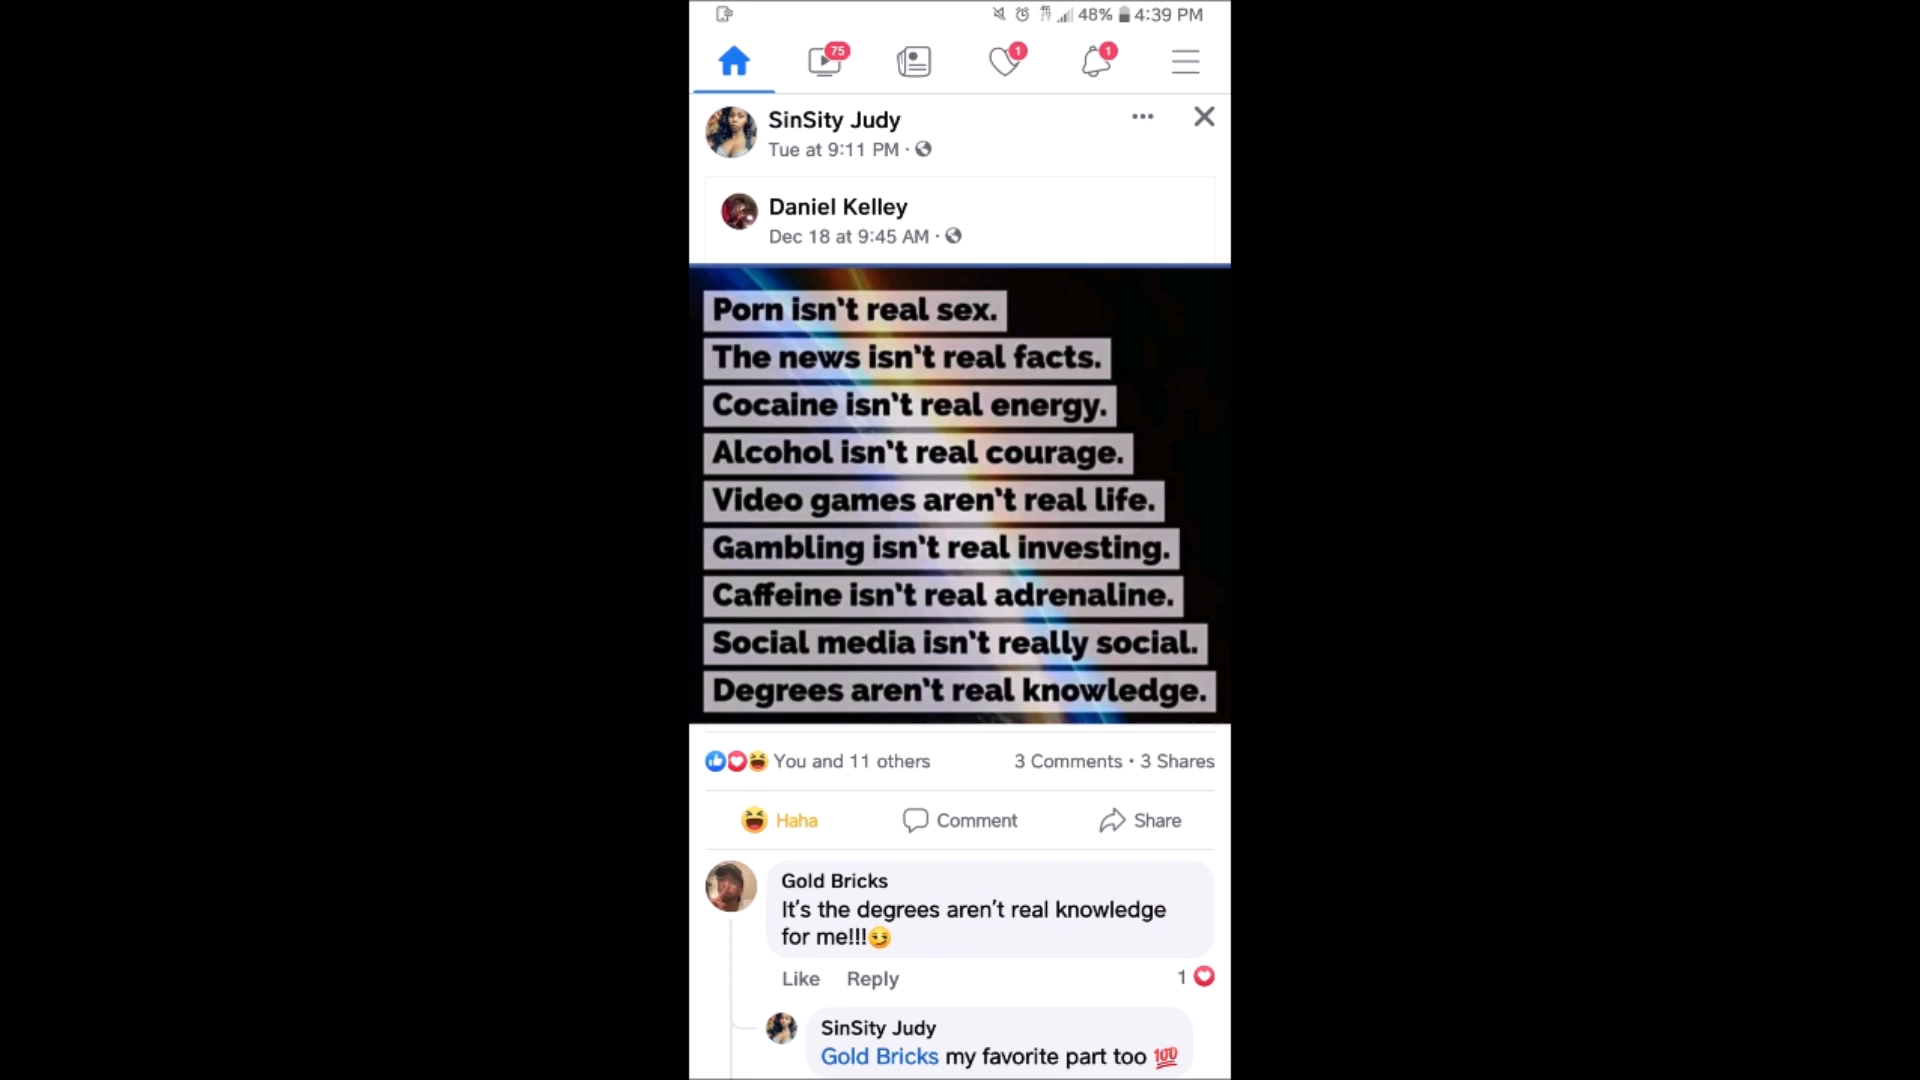 48% 4:39 PM
75
1
1
SinSity Judy
Tue at 9:11 PM ·
Daniel Kelley
Dec 18 at 9:45 AM ·
Porn isn't real sex.
The news isn't real facts.
Cocaine isn't real energy.
Alcohol isn't real courage.
Video games aren't real life.
Gambling isn't real investing.
Caffeine isn't real adrenaline.
Social media isn't really social.
Degrees aren't real knowledge.
You and 11 others 3 Comments • 3 Shares
Haha Comment Share
Gold Bricks
It's the degrees aren't real knowledge
for me!!!😏
Like Reply 1
SinSity Judy
Gold Bricks my favorite part too 💯